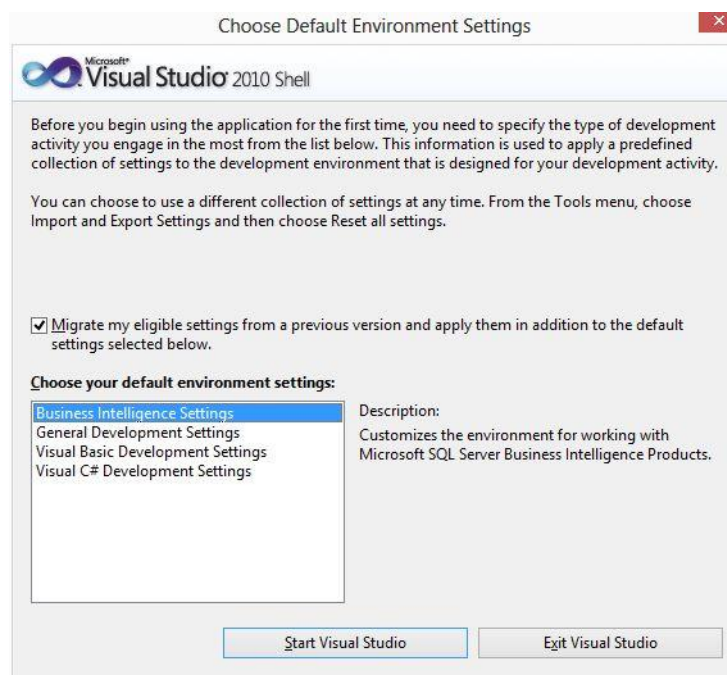 Choose Default Environment Settings
Microsoft®
Visual Studio 2010 Shell
Before you begin using the application for the first time, you need to specify the type of development
activity you engage in the most from the list below. This information is used to apply a predefined
collection of settings to the development environment that is designed for your development activity.
You can choose to use a different collection of settings at any time. From the Tools menu, choose
Import and Export Settings and then choose Reset all settings.
Migrate my eligible settings from a previous version and apply them in addition to the default
settings selected below.
Choose your default environment settings:
Business Intelligence Settings
General Development Settings
Visual Basic Development Settings
Visual C# Development Settings
Description:
Customizes the environment for working with
Microsoft SQL Server Business Intelligence Products.
Start Visual Studio
Exit Visual Studio